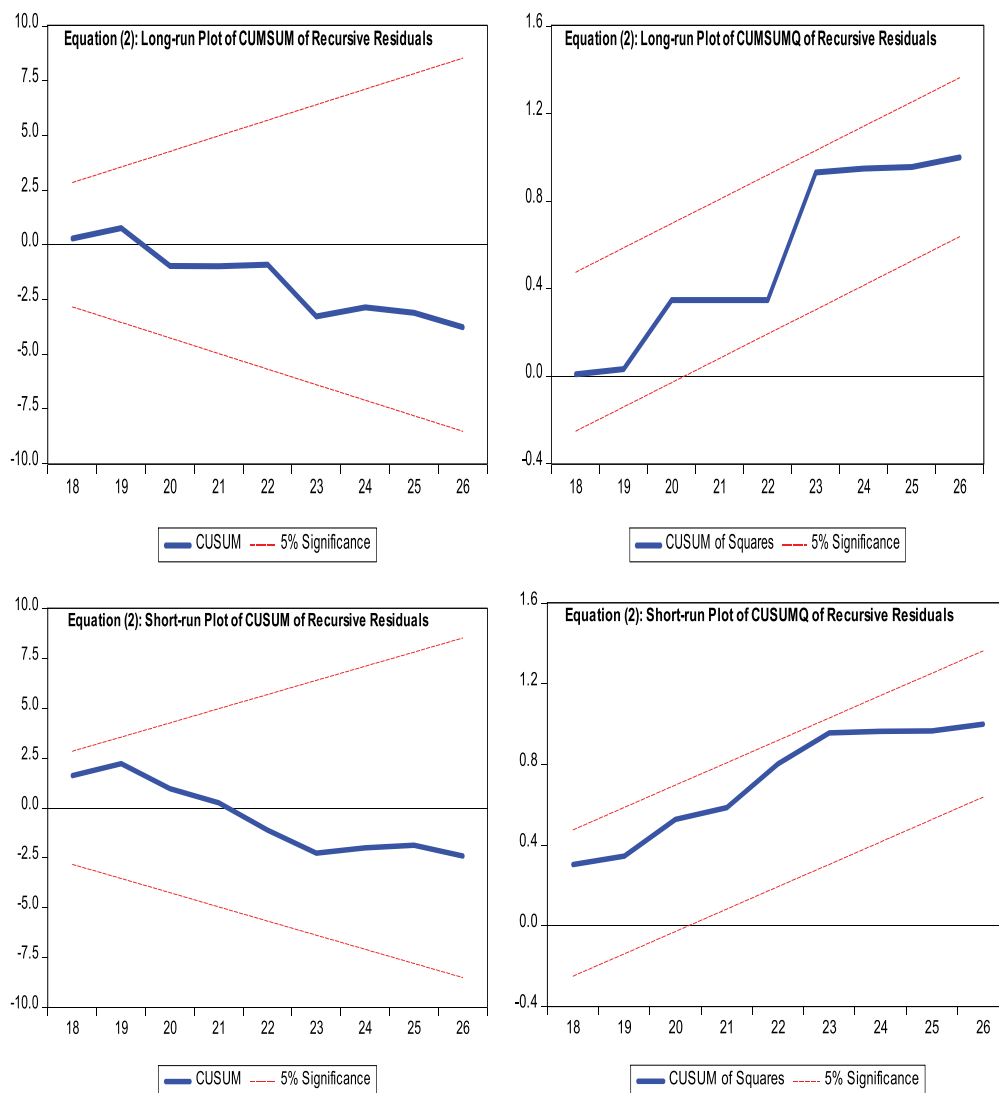 Equation (2): Long-run Plot of CUMSUM of Recursive Residuals
10.0
7.5
5.0
2.5
0.0
-2.5
-5.0
-7.5
-10.0
18 19 20 21 22 23 24 25 26
CUSUM 5% Significance
Equation (2): Long-run Plot of CUMSUMQ of Recursive Residuals
1.6
1.2
0.8
0.4
0.0
-0.4
18 19 20 21 22 23 24 25 26
CUSUM of Squares 5% Significance
Equation (2): Short-run Plot of CUSUM of Recursive Residuals
10.0
7.5
5.0
2.5
0.0
-2.5
-5.0
-7.5
-10.0
18 19 20 21 22 23 24 25 26
CUSUM 5% Significance
Equation (2): Short-run Plot of CUSUMQ of Recursive Residuals
1.6
1.2
0.8
0.4
0.0
-0.4
18 19 20 21 22 23 24 25 26
CUSUM of Squares 5% Significance